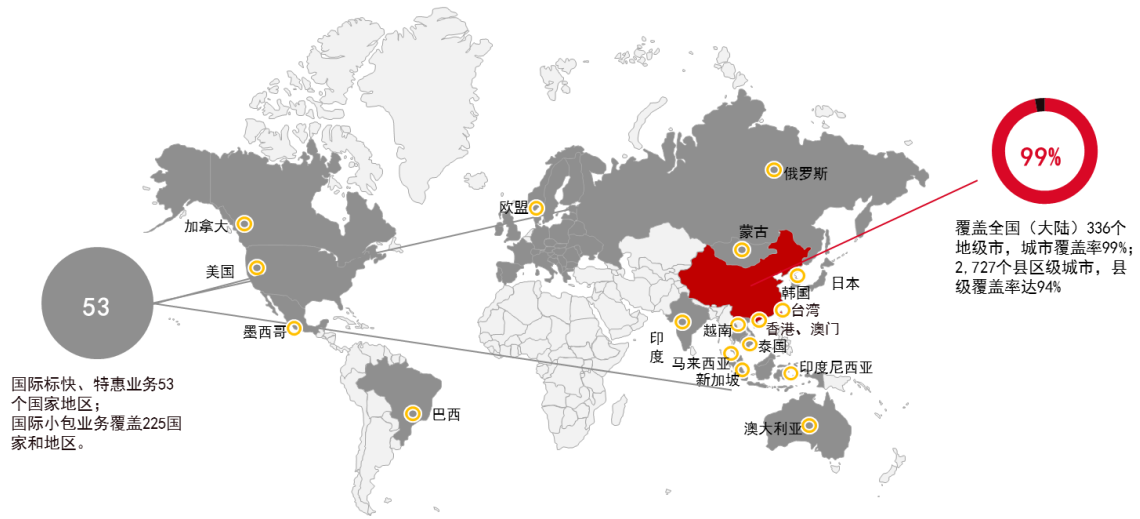 99%
俄罗斯
欧盟
加拿大
蒙古
覆盖全国（大陆）336个
地级市，城市覆盖率99%；
2,727个县区级城市，县
级覆盖率达94%
美国
日本
韩国
53
台湾
墨西哥
香港、澳门
越南
印
度
泰国
马来西亚
印度尼西亚
新加坡
国际标快、特惠业务53
个国家地区；
国际小包业务覆盖225国
家和地区。
巴西
澳大利亚